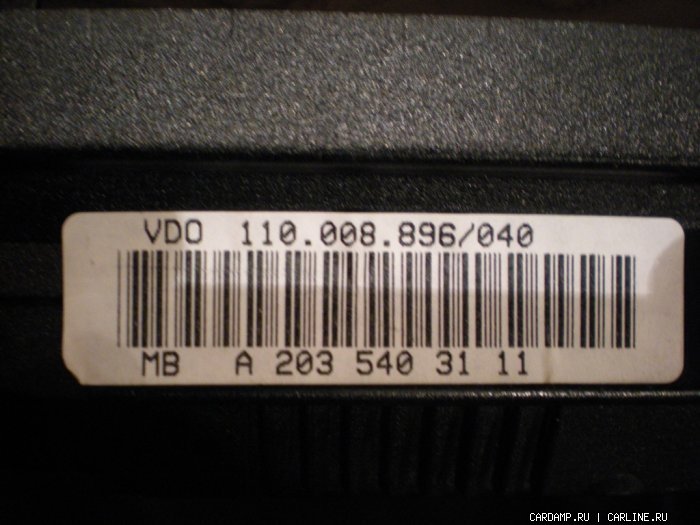 VDO 110.008.896/040
MB A 203 540 31 11
CARDAMP.RU | CARLINE.RU